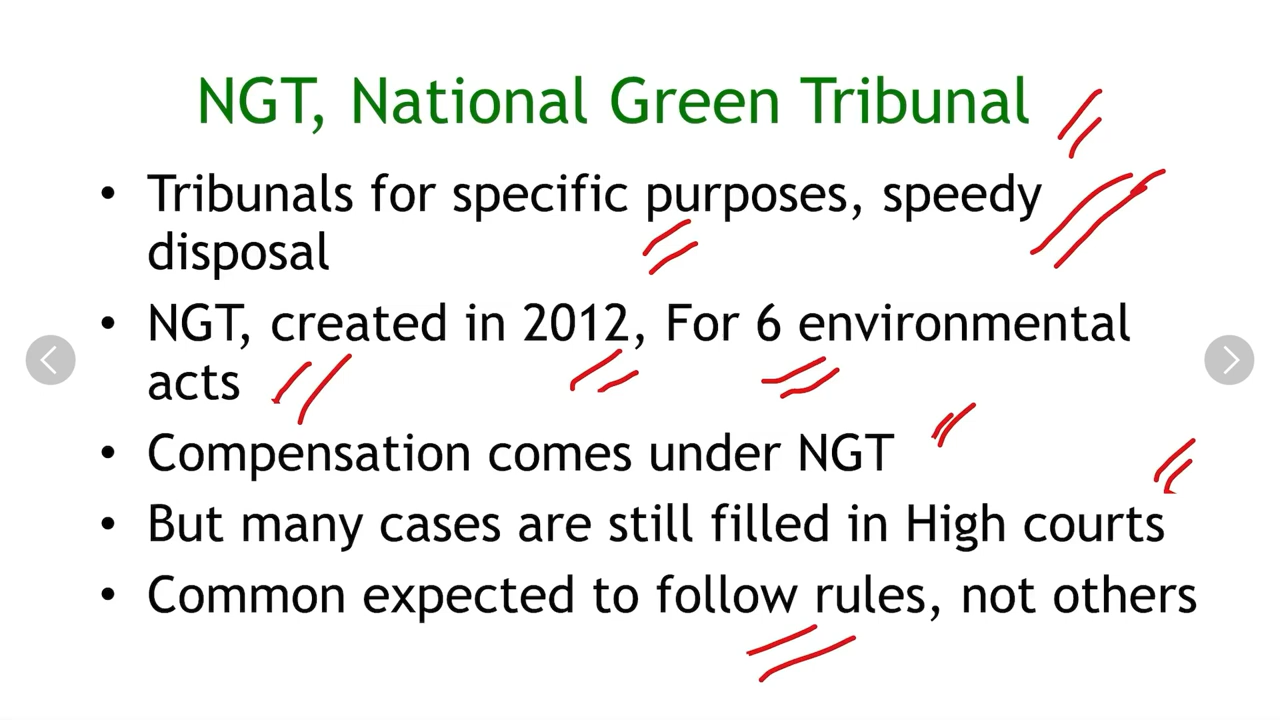 NGT, National Green Tribunal
• Tribunals for specific purposes, speedy
disposal
• NGT, created in 2012, For 6 environmental
acts
• Compensation comes under NGT
• But many cases are still filled in High courts
• Common expected to follow rules, not others